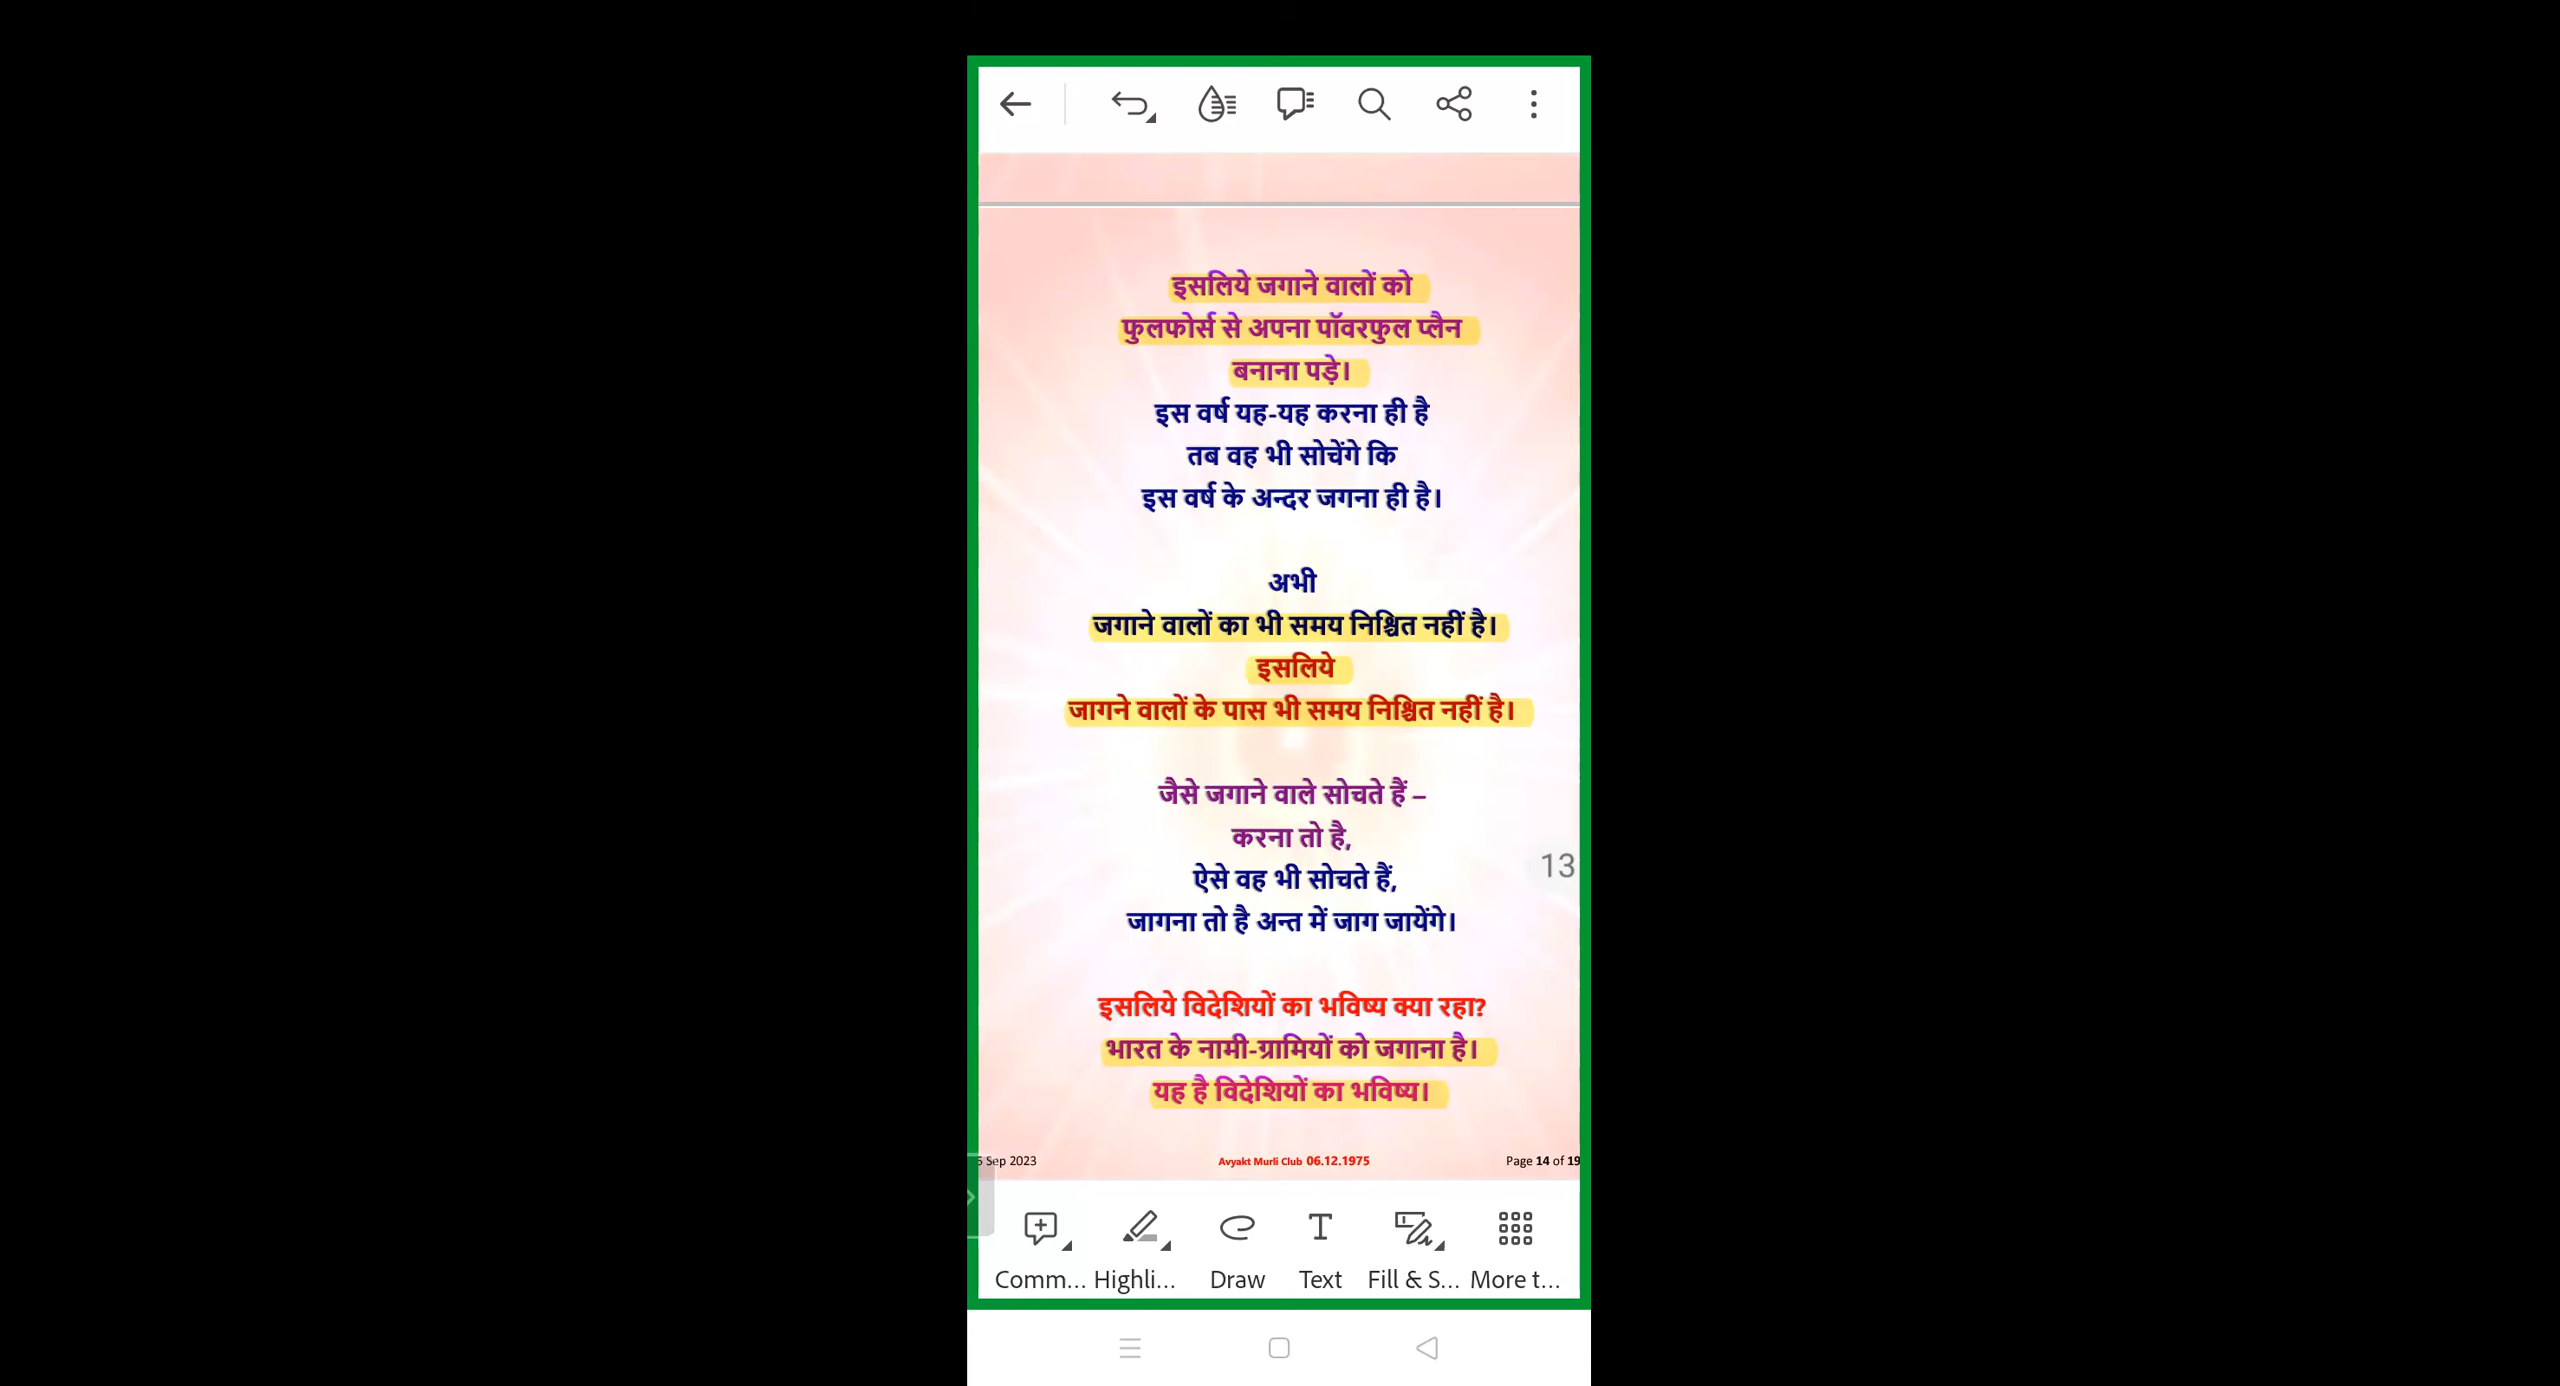 इसलिये जगाने वालों को
फुलफोर्स से अपना पॉवरफुल प्लैन
बनाना पड़े।
इस वर्ष यह-यह करना ही है
तब वह भी सोचेंगे कि
इस वर्ष के अन्दर जगना ही है।
अभी
जगाने वालों का भी समय निश्चित नहीं है।
इसलिये
जागने वालों के पास भी समय निश्चित नहीं है।
जैसे जगाने वाले सोचते हैं –
करना तो है,
13
ऐसे वह भी सोचते हैं,
जागना तो है अन्त में जाग जायेंगे।
इसलिये विदेशियों का भविष्य क्या रहा?
भारत के नामी-ग्रामियों को जगाना है।
यह है विदेशियों का भविष्य।
Sep 2023 Avyakt Murli Club 06.12.1975 Page 14 of 19
Comm... Highli... Draw Text Fill & S... More t...